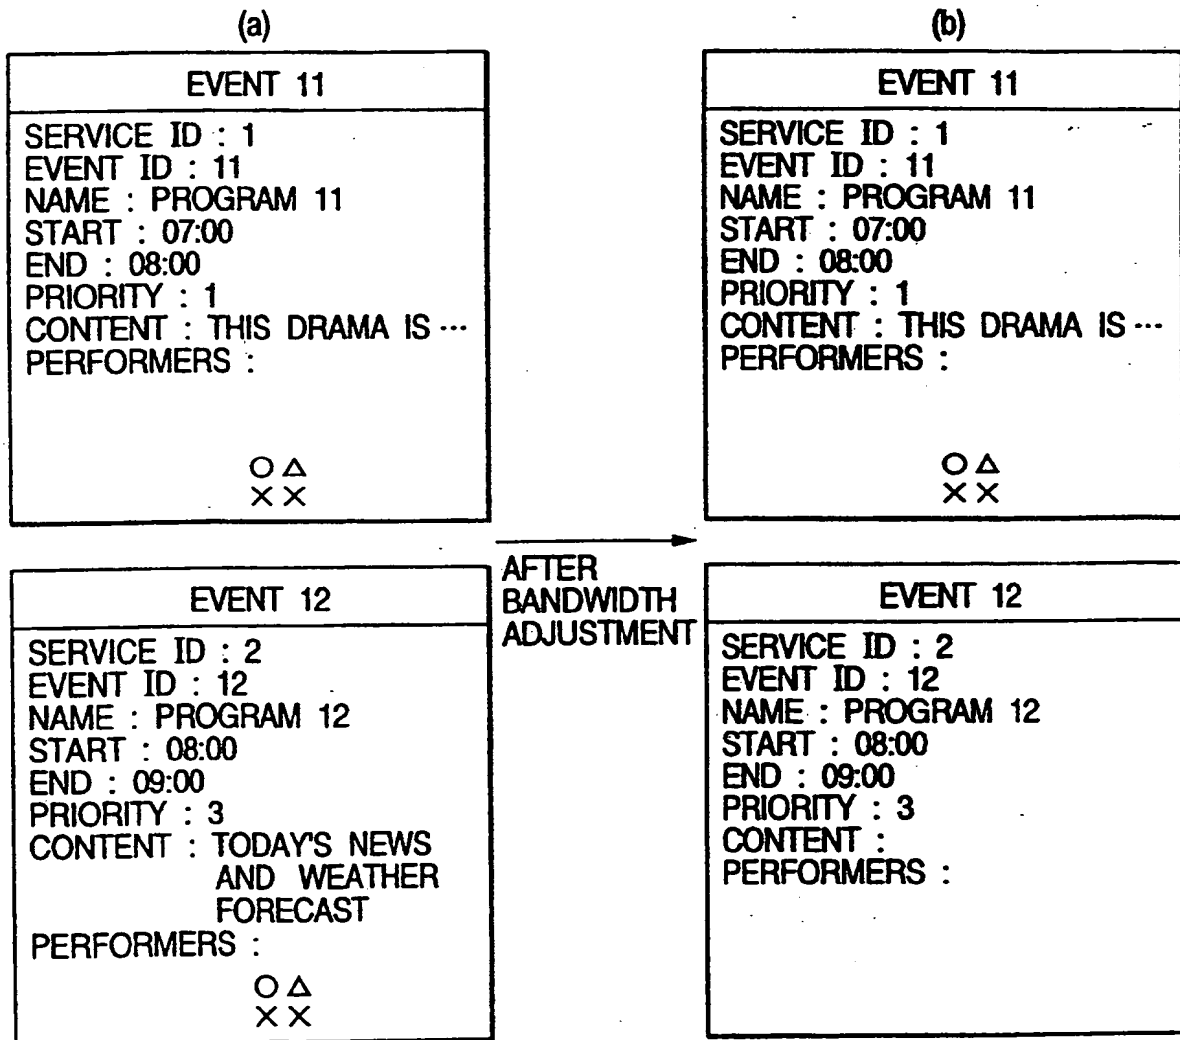 (a)
EVENT 11
SERVICE ID : 1
EVENT ID : 11
NAME : PROGRAM 11
START : 07:00
END : 08:00
PRIORITY : 1
CONTENT : THIS DRAMA IS ···
PERFORMERS :
○△
××
EVENT 12
SERVICE ID : 2
EVENT ID : 12
NAME : PROGRAM 12
START : 08:00
END : 09:00
PRIORITY : 3
CONTENT : TODAY'S NEWS
AND WEATHER
FORECAST
PERFORMERS :
○△
××
AFTER
BANDWIDTH
ADJUSTMENT
(b)
EVENT 11
SERVICE ID : 1
EVENT ID : 11
NAME : PROGRAM 11
START : 07:00
END : 08:00
PRIORITY : 1
CONTENT : THIS DRAMA IS ···
PERFORMERS :
○△
××
EVENT 12
SERVICE ID : 2
EVENT ID : 12
NAME : PROGRAM 12
START : 08:00
END : 09:00
PRIORITY : 3
CONTENT :
PERFORMERS :